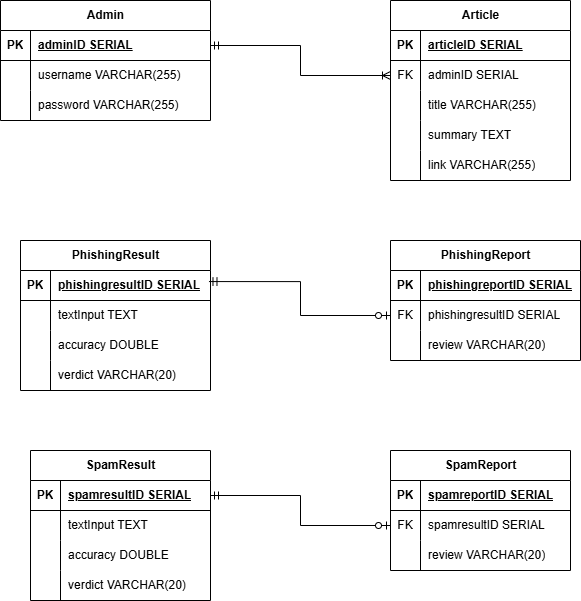 Admin
PK adminID SERIAL
username VARCHAR(255)
password VARCHAR(255)
Article
PK articleID SERIAL
FK adminID SERIAL
title VARCHAR(255)
summary TEXT
link VARCHAR(255)
PhishingResult
PK phishingresultID SERIAL
textInput TEXT
accuracy DOUBLE
verdict VARCHAR(20)
PhishingReport
PK phishingreportID SERIAL
FK phishingresultID SERIAL
review VARCHAR(20)
SpamResult
PK spamresultID SERIAL
textInput TEXT
accuracy DOUBLE
verdict VARCHAR(20)
SpamReport
PK spamreportID SERIAL
FK spamresultID SERIAL
review VARCHAR(20)